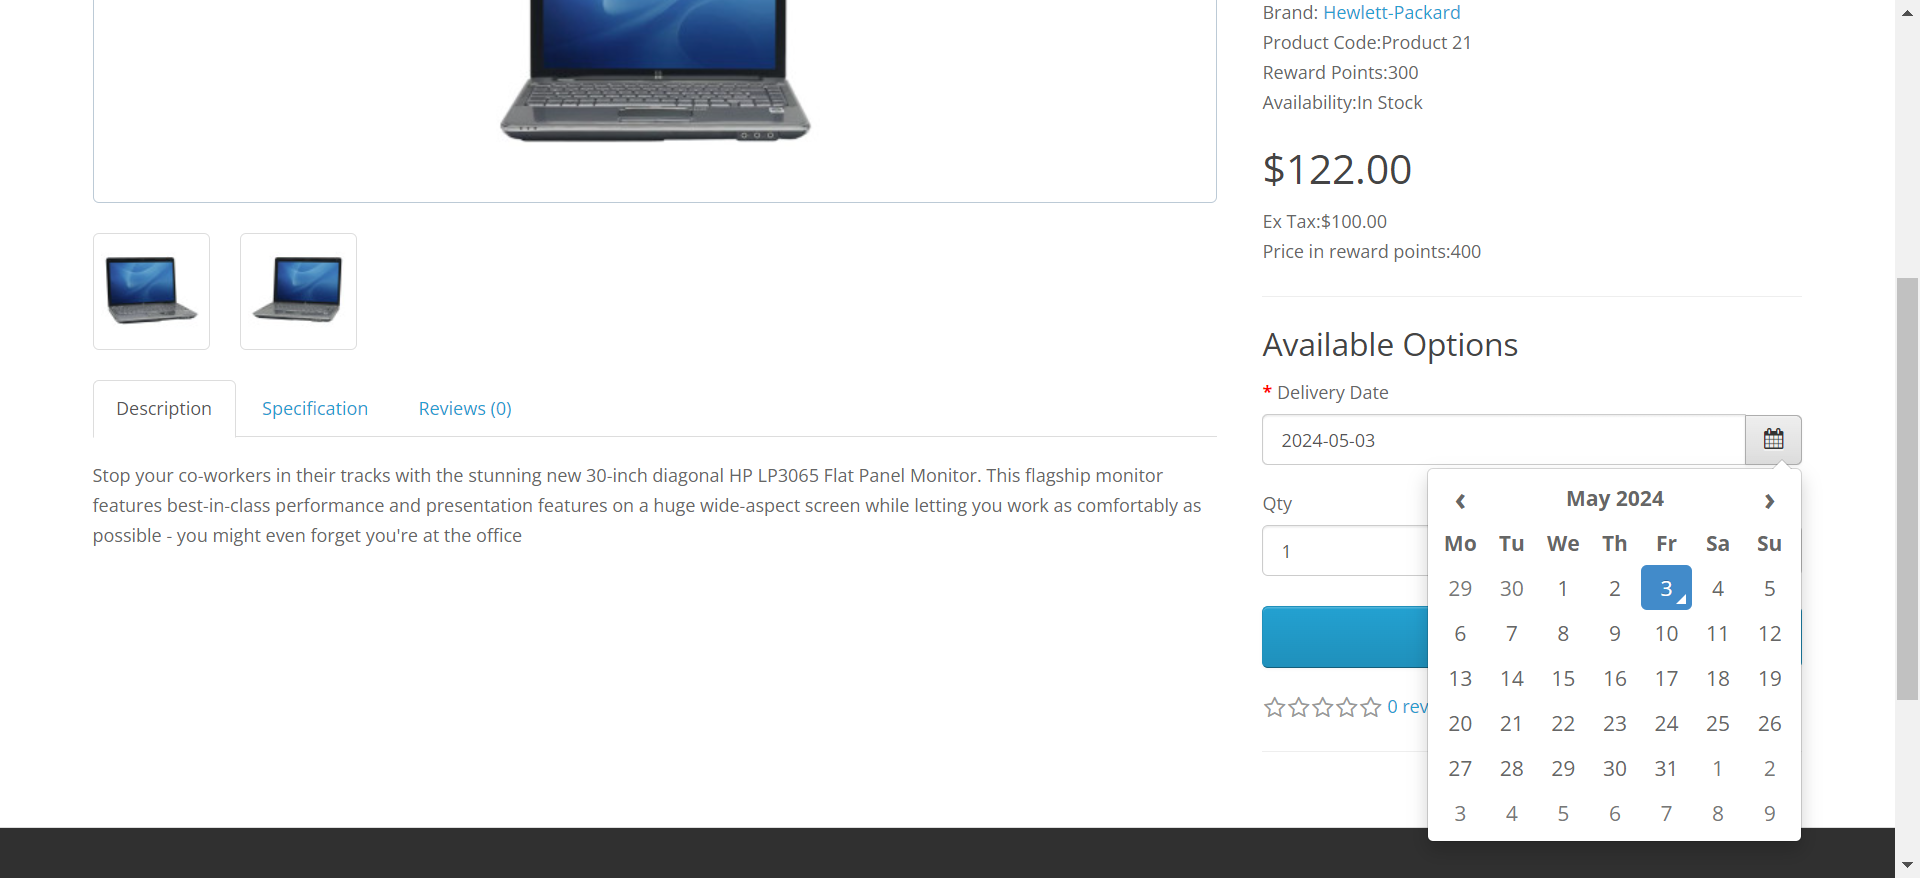 Brand: Hewlett-Packard
Product Code:Product 21
Reward Points:300
Availability:In Stock
$122.00
Ex Tax:$100.00
Price in reward points:400
Available Options
* Delivery Date
2024-05-03
Qty
1
0 rev
‹ May 2024 ›
Mo Tu We Th Fr Sa Su
29 30 1 2 3 4 5
6 7 8 9 10 11 12
13 14 15 16 17 18 19
20 21 22 23 24 25 26
27 28 29 30 31 1 2
3 4 5 6 7 8 9
Description Specification Reviews (0)
Stop your co-workers in their tracks with the stunning new 30-inch diagonal HP LP3065 Flat Panel Monitor. This flagship monitor
features best-in-class performance and presentation features on a huge wide-aspect screen while letting you work as comfortably as
possible - you might even forget you're at the office